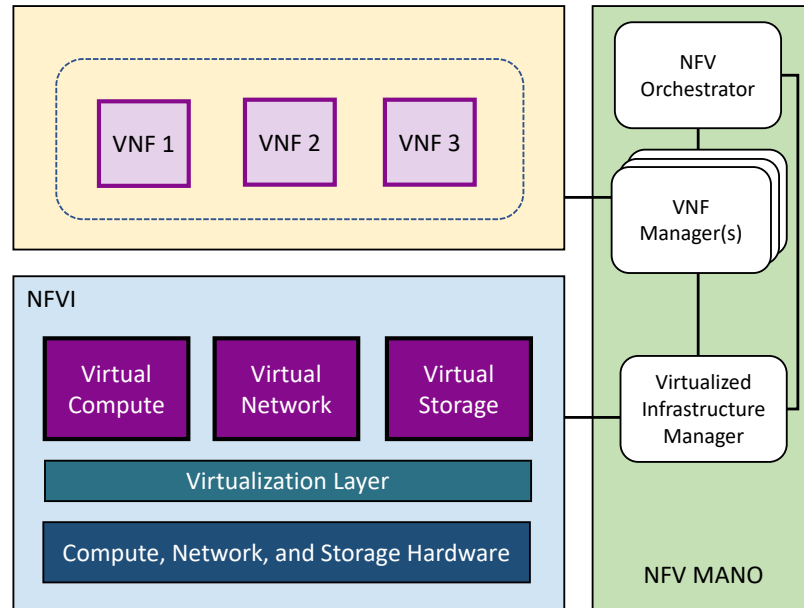 VNF 1
VNF 2
VNF 3
NFVI
Virtual
Compute
Virtual
Network
Virtual
Storage
Virtualization Layer
Compute, Network, and Storage Hardware
NFV
Orchestrator
VNF
Manager(s)
Virtualized
Infrastructure
Manager
NFV MANO